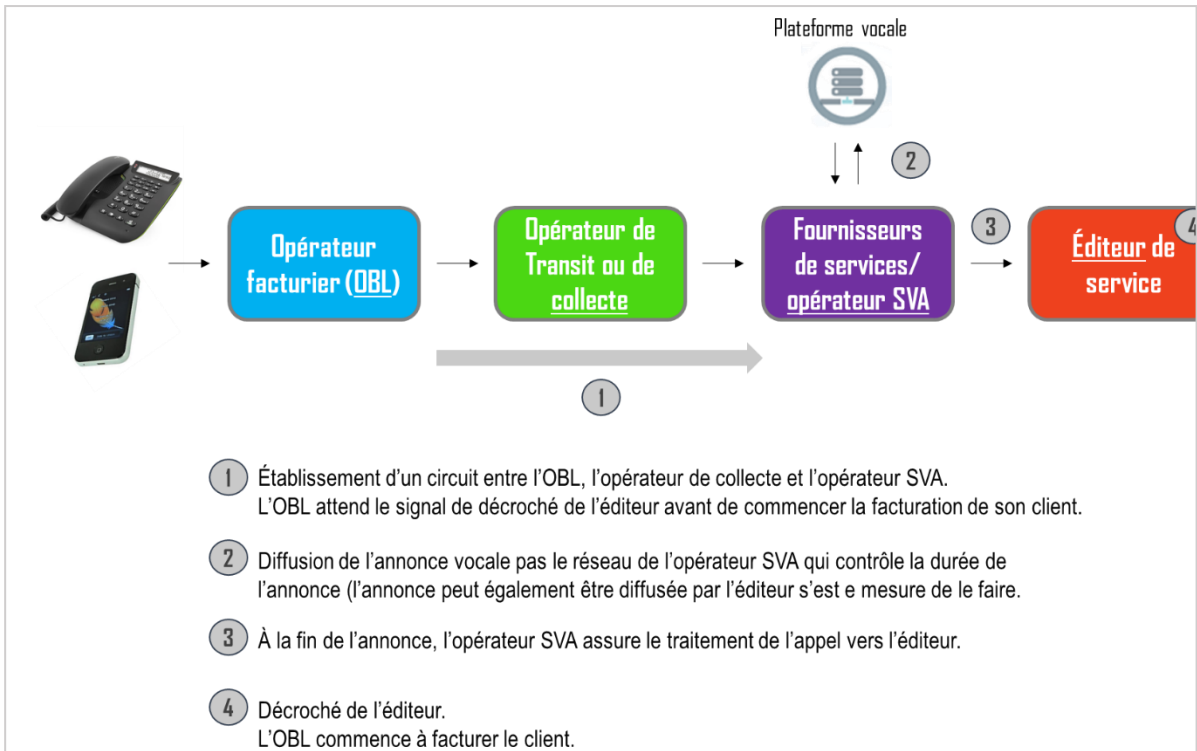 Plateforme vocale
2
Opérateur
facturier (OBL)
Opérateur de
Transit ou de
collecte
Fournisseurs
de services/
opérateur SVA
3
Éditeur de
service
4
1
1 Établissement d'un circuit entre l'OBL, l'opérateur de collecte et l'opérateur SVA.
L'OBL attend le signal de décroché de l'éditeur avant de commencer la facturation de son client.
2 Diffusion de l'annonce vocale pas le réseau de l'opérateur SVA qui contrôle la durée de
l'annonce (l'annonce peut également être diffusée par l'éditeur s'est e mesure de le faire.
3 À la fin de l'annonce, l'opérateur SVA assure le traitement de l'appel vers l'éditeur.
4 Décroché de l'éditeur.
L'OBL commence à facturer le client.